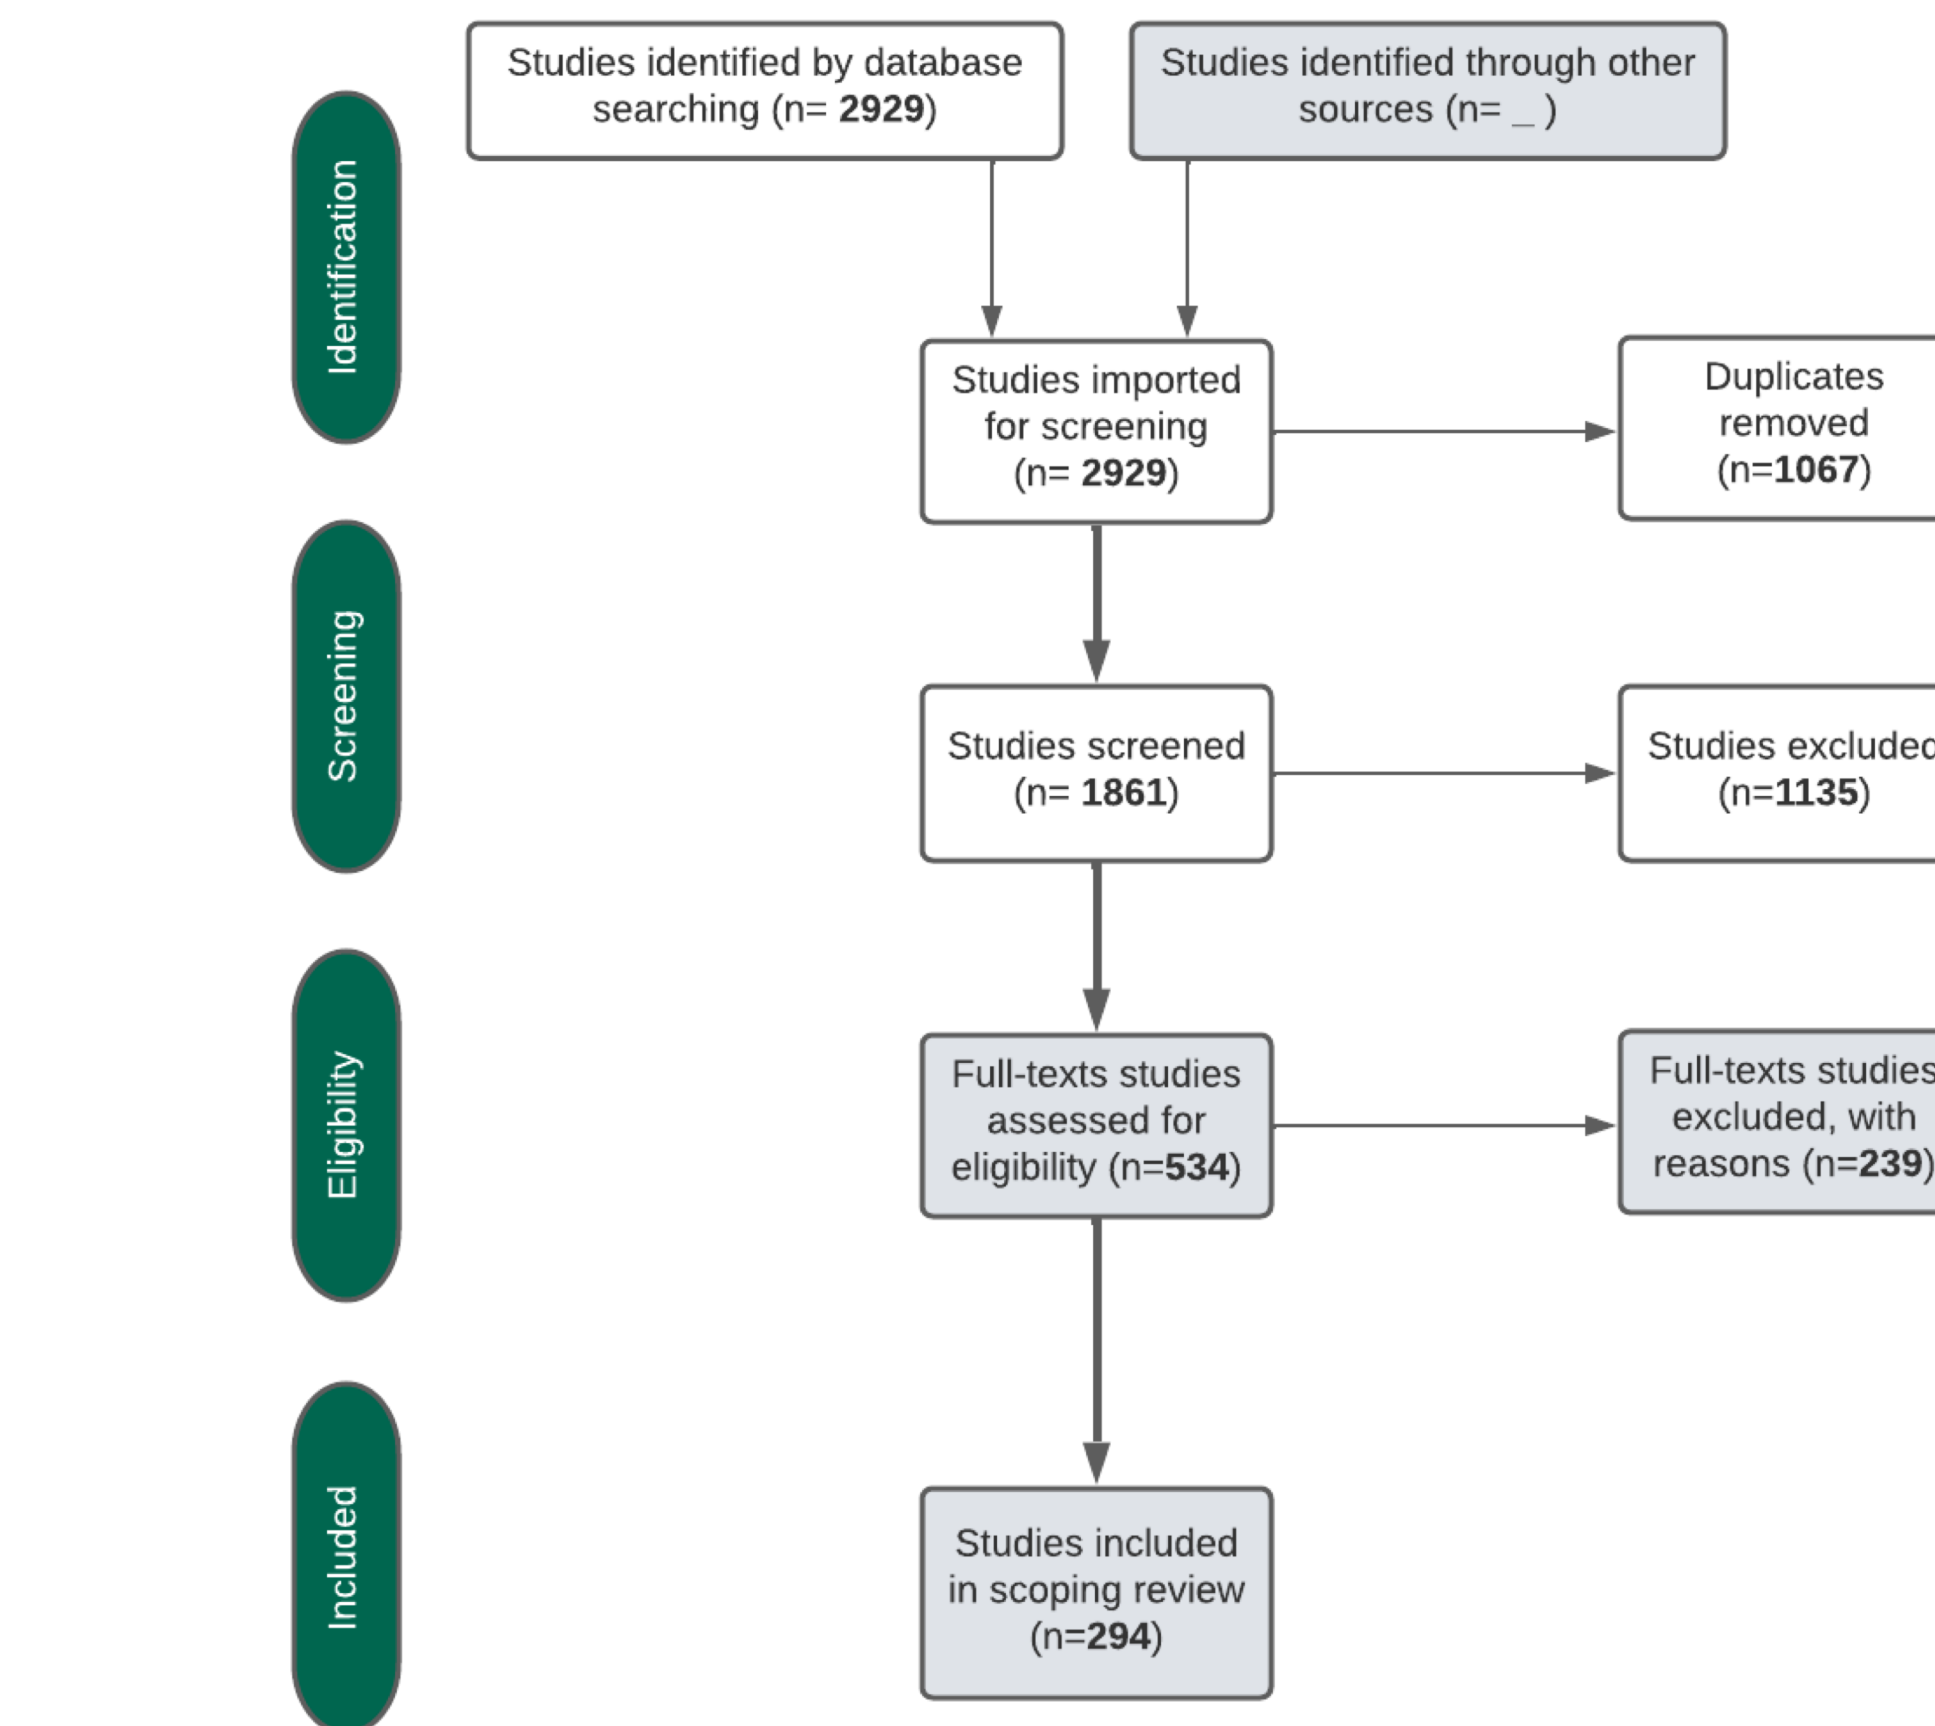 Studies identified by database
searching (n= 2929)
Studies identified through other
sources (n= _ )
Identification
Studies imported
for screening
(n= 2929)
Duplicates
removed
(n=1067)
Screening
Studies screened
(n= 1861)
Studies excluded
(n=1135)
Eligibility
Full-texts studies
assessed for
eligibility (n=534)
Full-texts studies
excluded, with
reasons (n=239)
Included
Studies included
in scoping review
(n=294)